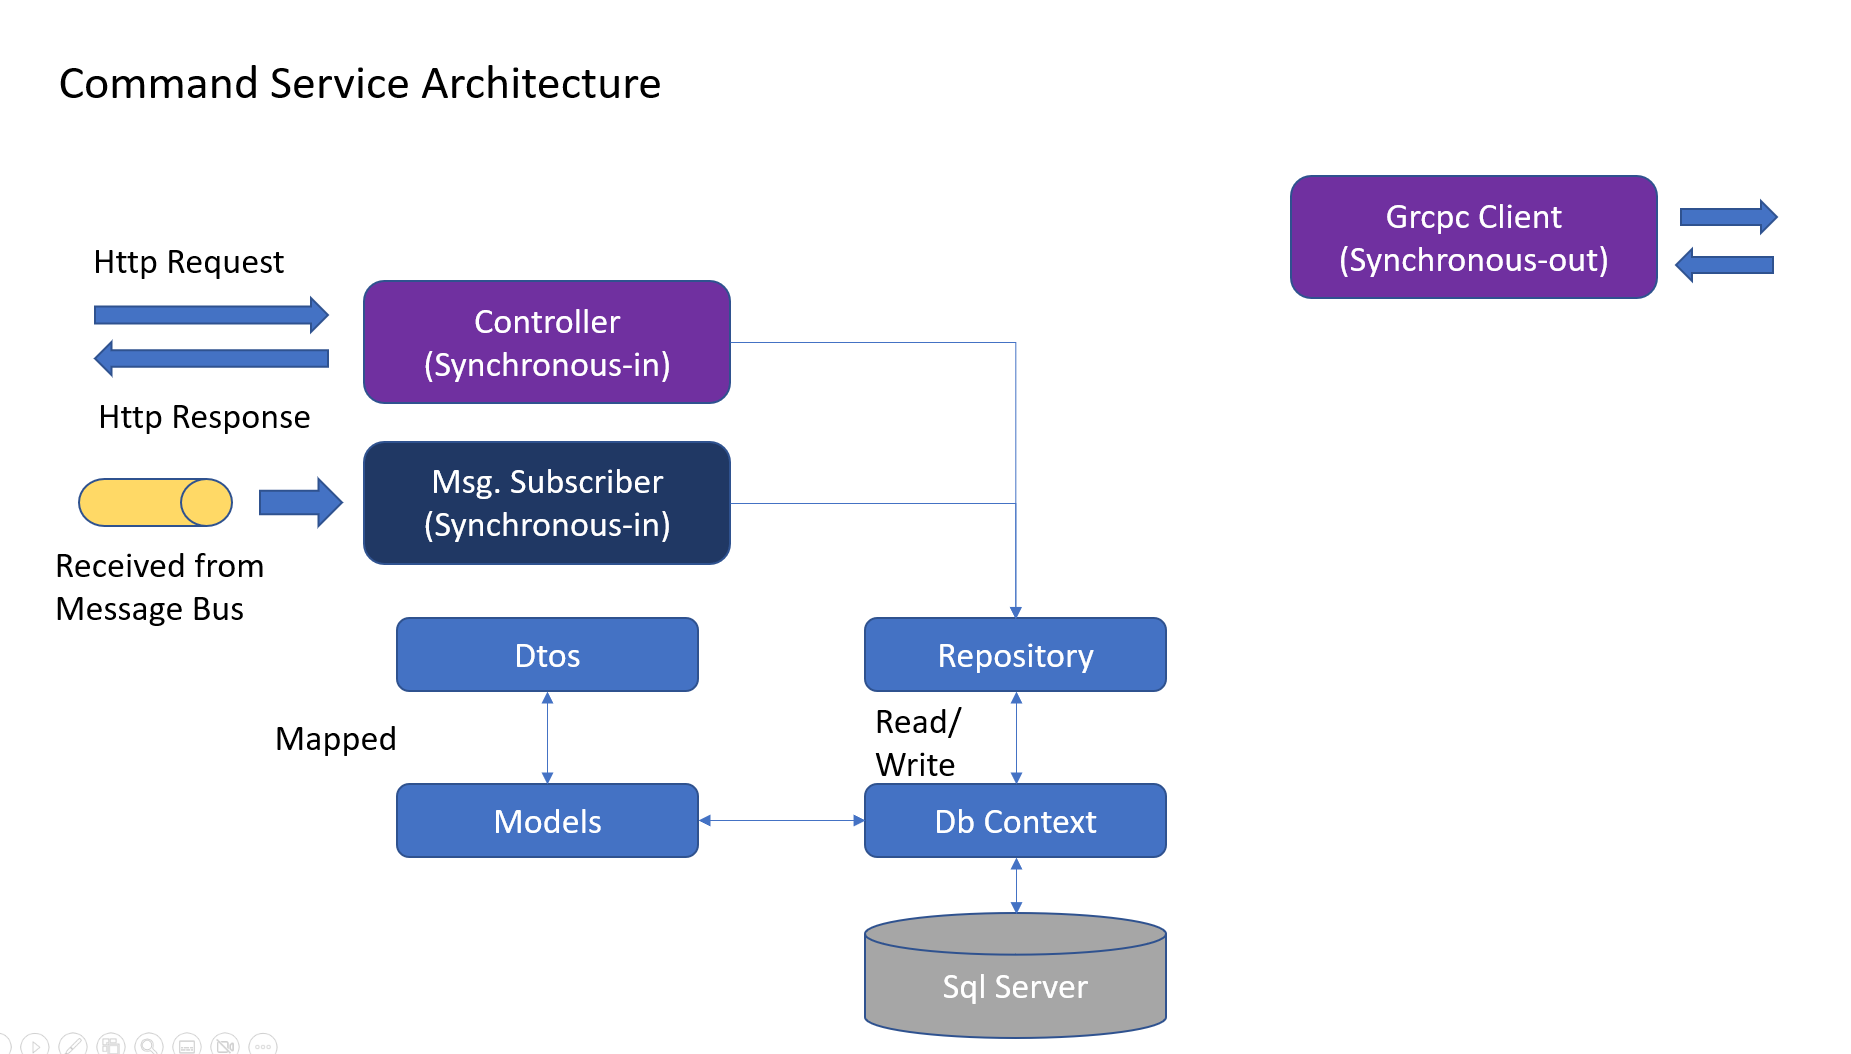 Command Service Architecture
Grcpc Client
(Synchronous-out)
Http Request
Controller
(Synchronous-in)
Http Response
Msg. Subscriber
(Synchronous-in)
Received from
Message Bus
Dtos
Repository
Mapped
Read/
Write
Models
Db Context
Sql Server